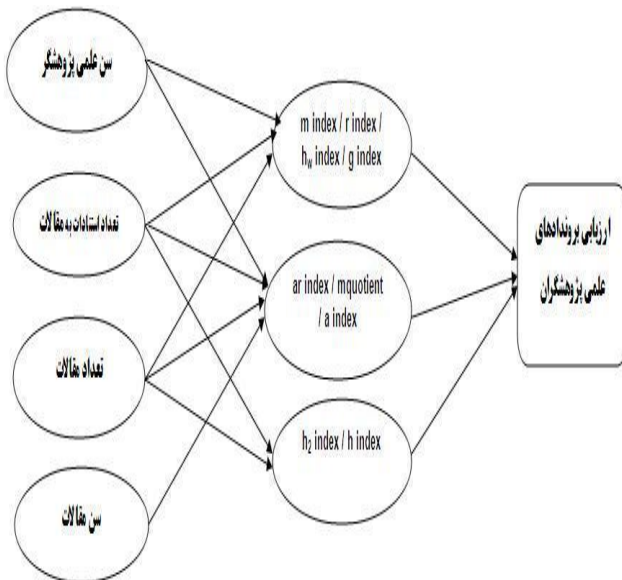 سن علمی پژوهشگر
تعداد استنادات به مقالات
تعداد مقالات
سن مقالات
m index / r index /
h_w index / g index
ar index / mquotient
/ a index
h₂ index / h index
ارزیابی بروندادهای
علمی پژوهشگران